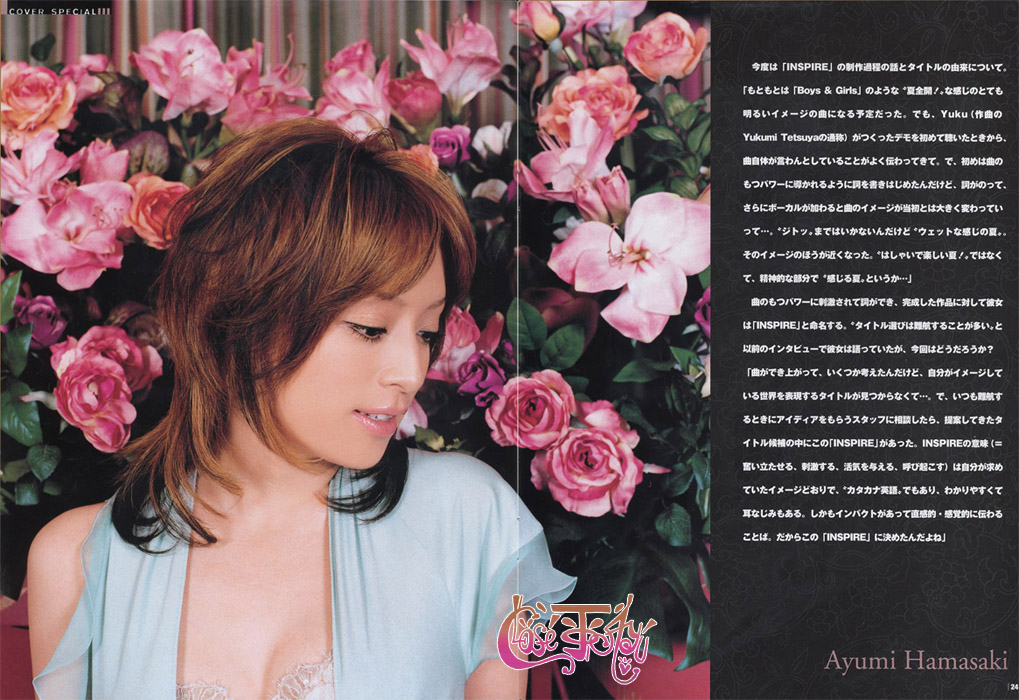 COVER SPECIAL
今度は「INSPIRE」の制作過程の話とタイトルの由来について。
「もともとは「Boys & Girls」のような〝夏全開！〟な感じのとても
明るいイメージの曲になる予定だった。でも、Yuku（作曲の
Yukumi Tetsuyaの通称）がつくったデモを初めて聴いたときから、
曲自体が言わんとしていることがよく伝わってきて。で、初めは曲の
もつパワーに導かれるように詞を書きはじめたんだけど、詞がのって、
さらにボーカルが加わると曲のイメージが当初とは大きく変わってい
って…。〝ジトッ〟まではいかないんだけど〝ウェットな感じの夏〟。
そのイメージのほうが近くなった。〝はしゃいで楽しい夏！〟ではなく
て、精神的な部分で〝感じる夏〟というか…」
曲のもつパワーに刺激されて詞ができ、完成した作品に対して彼女
は「INSPIRE」と命名する。〝タイトル選びは難航することが多い〟と
以前のインタビューで彼女は語っていたが、今回はどうだろうか？
「曲ができ上がって、いくつか考えたんだけど、自分がイメージして
いる世界を表現するタイトルが見つからなくて…。で、いつも難航す
るときにアイディアをもらうスタッフに相談したら、提案してきたタ
イトル候補の中にこの「INSPIRE」があった。INSPIREの意味（＝
奮い立たせる、刺激する、活気を与える、呼び起こす）は自分が求め
ていたイメージどおりで、〝カタカナ英語〟でもあり、わかりやすくて
耳なじみもある。しかもインパクトがあって直感的・感覚的に伝わる
ことば。だからこの「INSPIRE」に決めたんだよね」
Ayumi Hamasaki
24